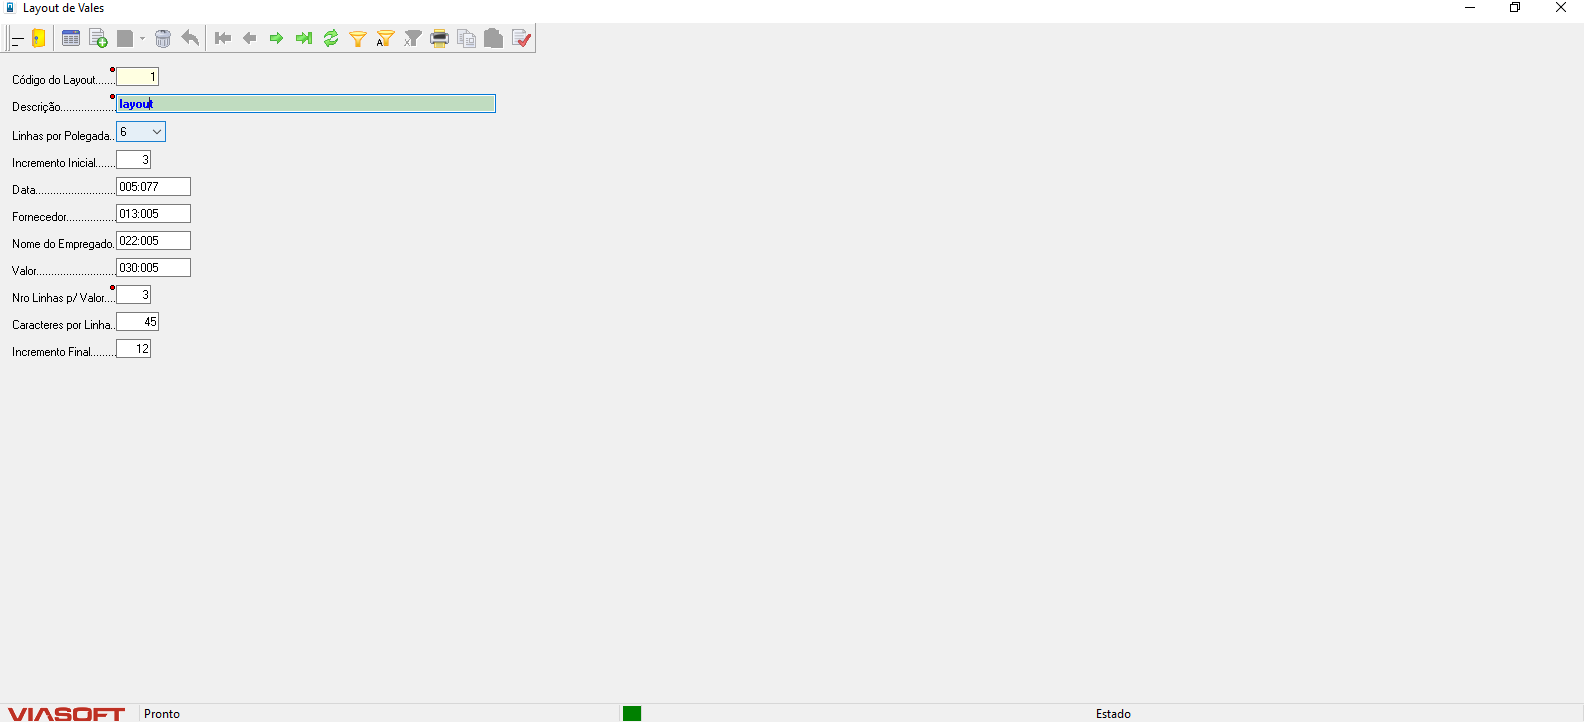 Layout de Vales
A
Código do Layout...... 1
Descrição.................. layout
Linhas por Polegada.. 6
Incremento Inicial....... 3
Data.......................... 005:077
Fornecedor................ 013:005
Nome do Empregado. 022:005
Valor.......................... 030:005
Nro Linhas p/ Valor.... 3
Caracteres por Linha.. 45
Incremento Final......... 12
VIASOFT Pronto Estado